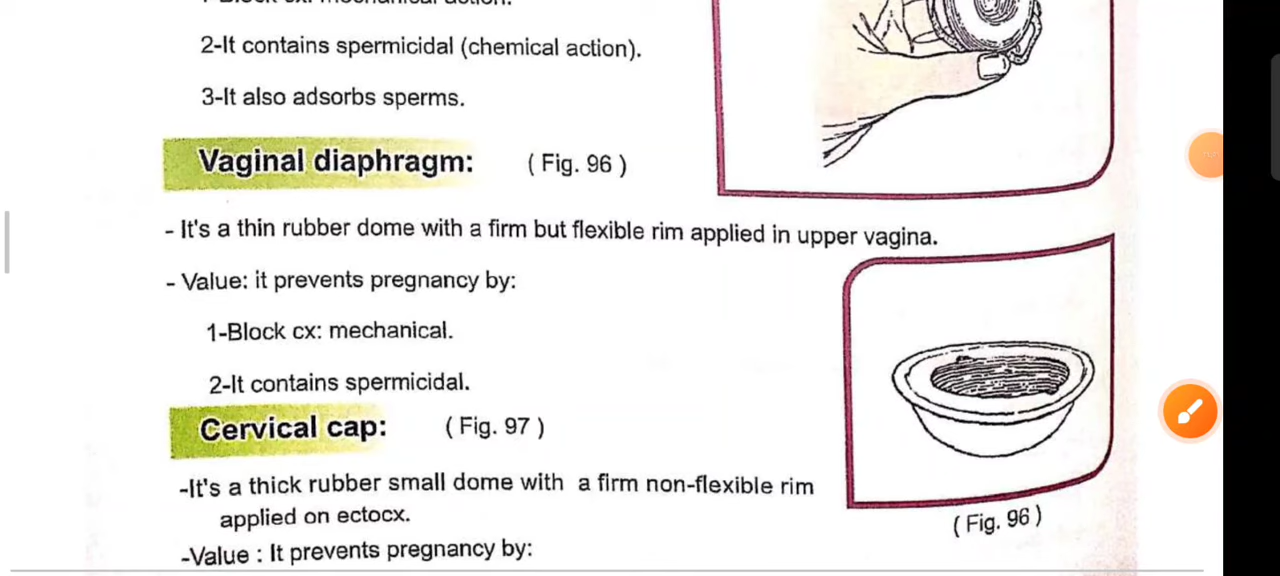 2-It contains spermicidal (chemical action).
3-It also adsorbs sperms.
Vaginal diaphragm: ( Fig. 96 )
- It's a thin rubber dome with a firm but flexible rim applied in upper vagina.
- Value: it prevents pregnancy by:
1-Block cx: mechanical.
2-It contains spermicidal.
Cervical cap: ( Fig. 97 )
-It's a thick rubber small dome with a firm non-flexible rim
applied on ectocx.
( Fig. 96 )
-Value : It prevents pregnancy by: